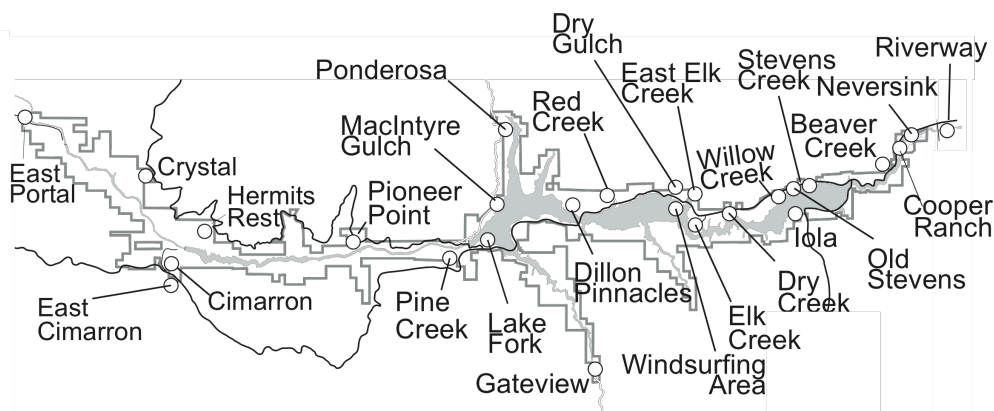 Dry
Gulch
Riverway
Stevens
Creek
East Elk
Creek
Ponderosa
Neversink
Red
Creek
MacIntyre
Gulch
Beaver
Creek
Willow
Creek
East
Portal
Crystal
Hermits
Rest
Pioneer
Point
Cooper
Ranch
Iola
Old
Stevens
Dillon
Pinnacles
Dry
Creek
East
Cimarron
Cimarron
Pine
Creek
Lake
Fork
Elk
Creek
Windsurfing
Area
Gateview